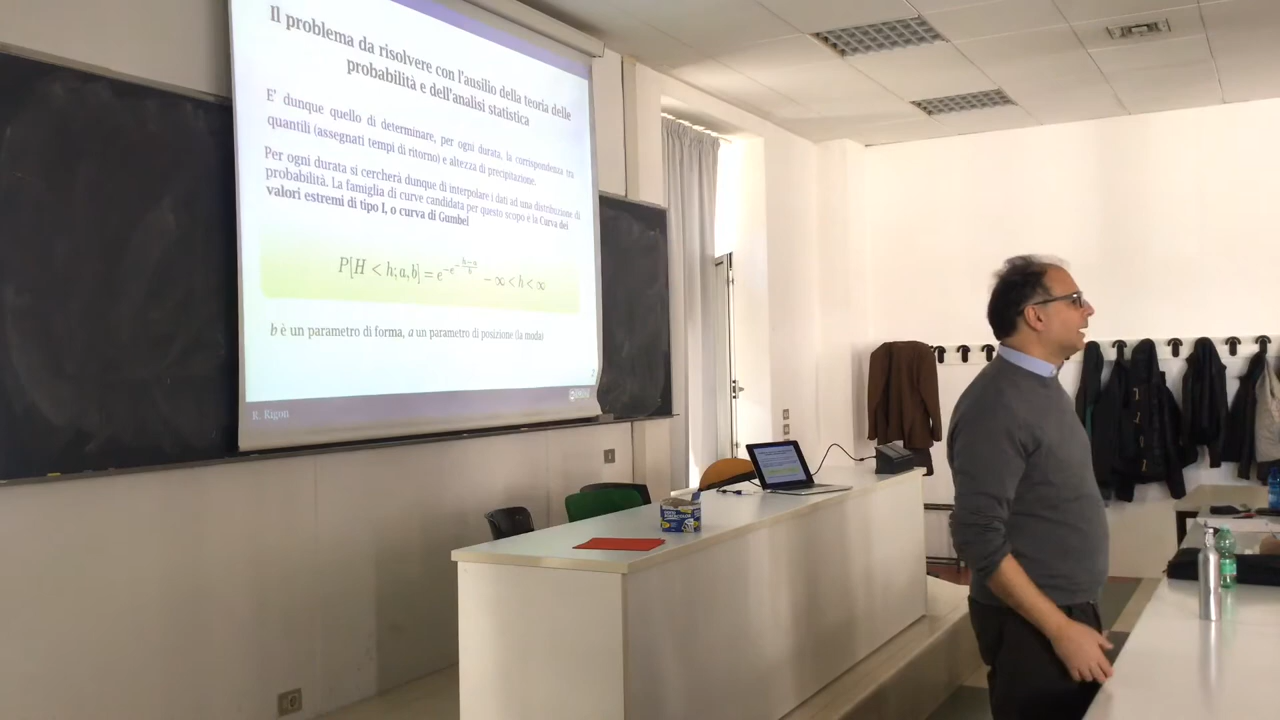 Il problema da risolvere con l'ausilio della teoria delle
probabilità e dell'analisi statistica
E' dunque quello di determinare, per ogni durata, la corrispondenza tra
quantili (assegnati tempi di ritorno) e altezza di precipitazione.
Per ogni durata si cercherà dunque di interpolare i dati ad una distribuzione di
probabilità. La famiglia di curve candidata per questo scopo è la Curva dei
valori estremi di tipo I, o curva di Gumbel
P[H < h; a, b] = e^{-e^{-\frac{h-a}{b}}} - ∞ < h < ∞
b è un parametro di forma, a un parametro di posizione (la moda)
2
R. Rigon